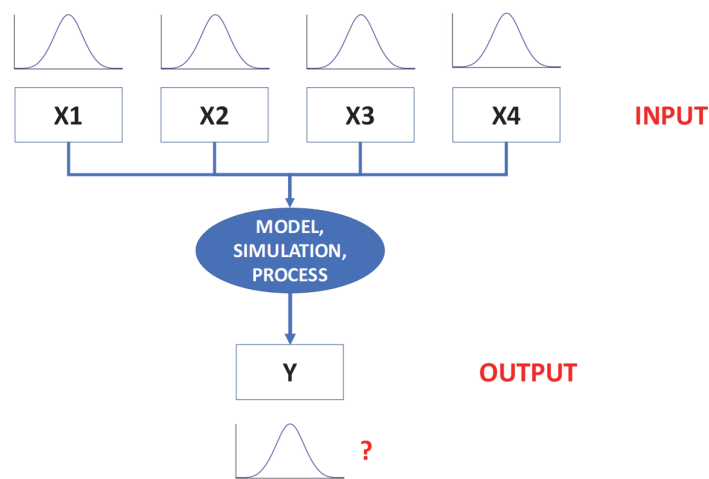 X1
X2
X3
X4
INPUT
MODEL,
SIMULATION,
PROCESS
Y
OUTPUT
?